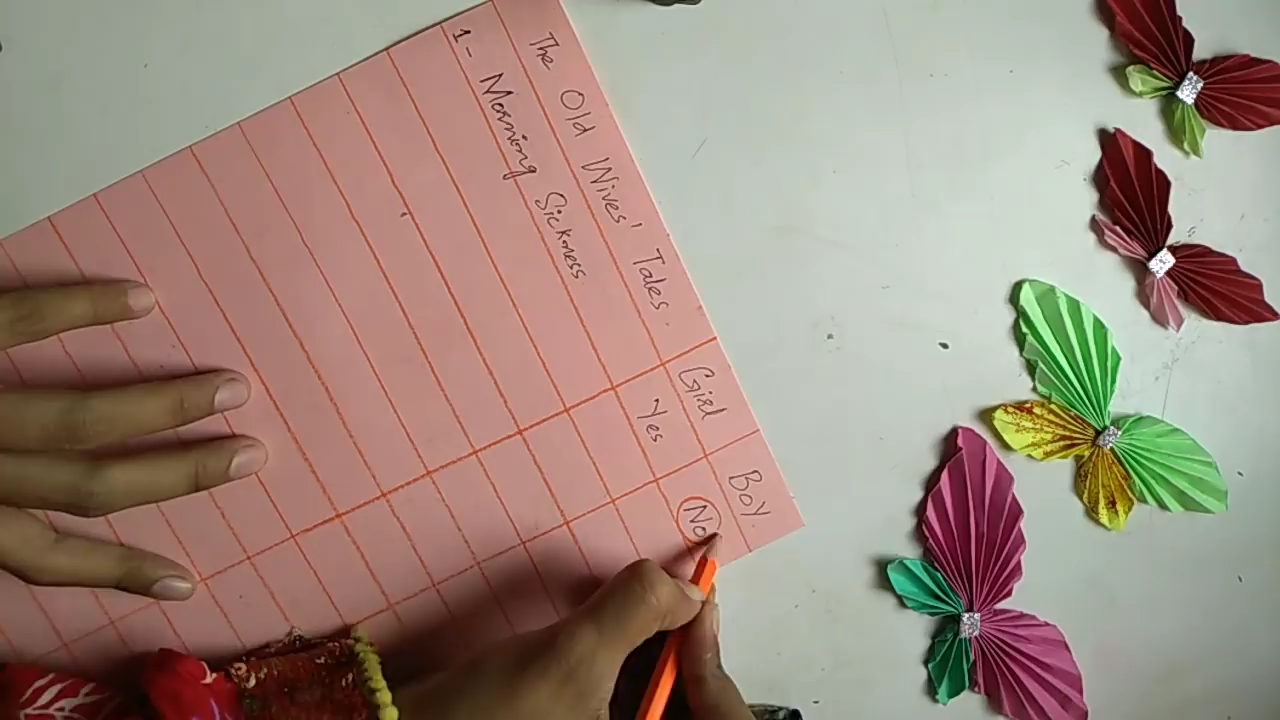 The Old Wives' Tales. Girl Boy.
1- Morning Sickness. Yes No